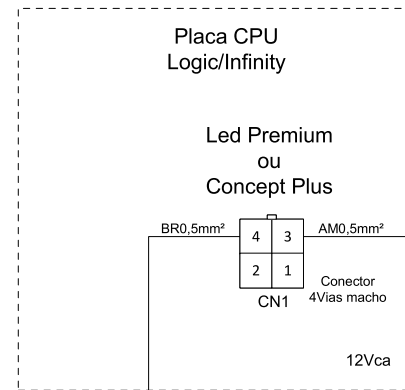 Placa CPU
Logic/Infinity
Led Premium
ou
Concept Plus
BR0,5mm²
4
3
AM0,5mm²
2
1
Conector
4Vias macho
CN1
12Vca